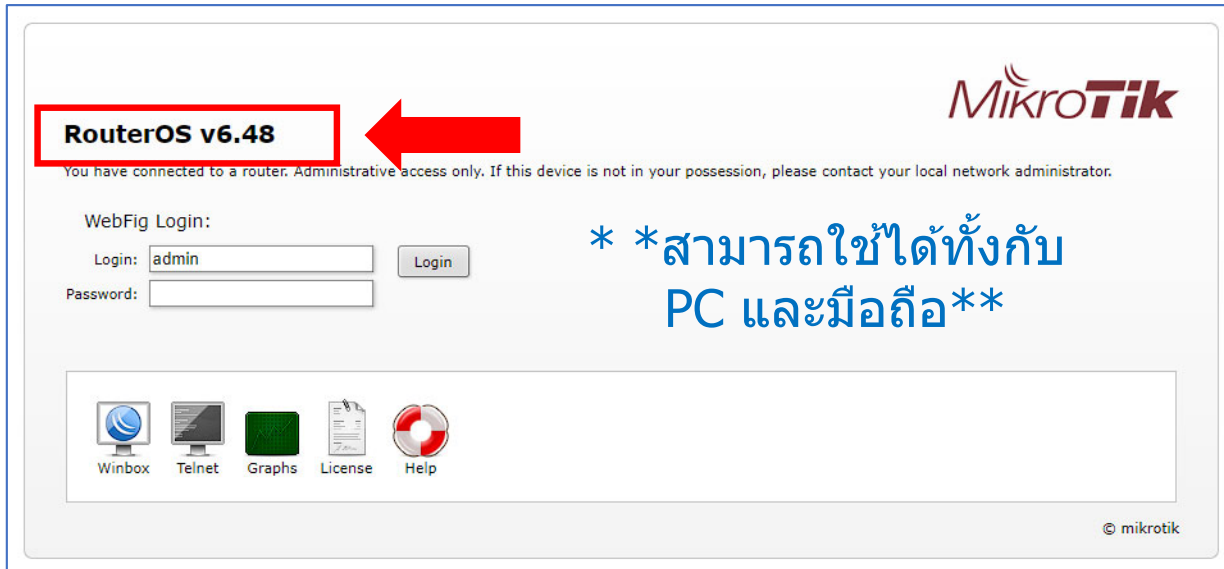 MikroTik
RouterOS v6.48
You have connected to a router. Administrative access only. If this device is not in your possession, please contact your local network administrator.
WebFig Login:
Login: admin Login
Password:
* *สามารถใช้ได้ทั้งกับ
PC และมือถือ**
Winbox Telnet Graphs License Help
© mikrotik